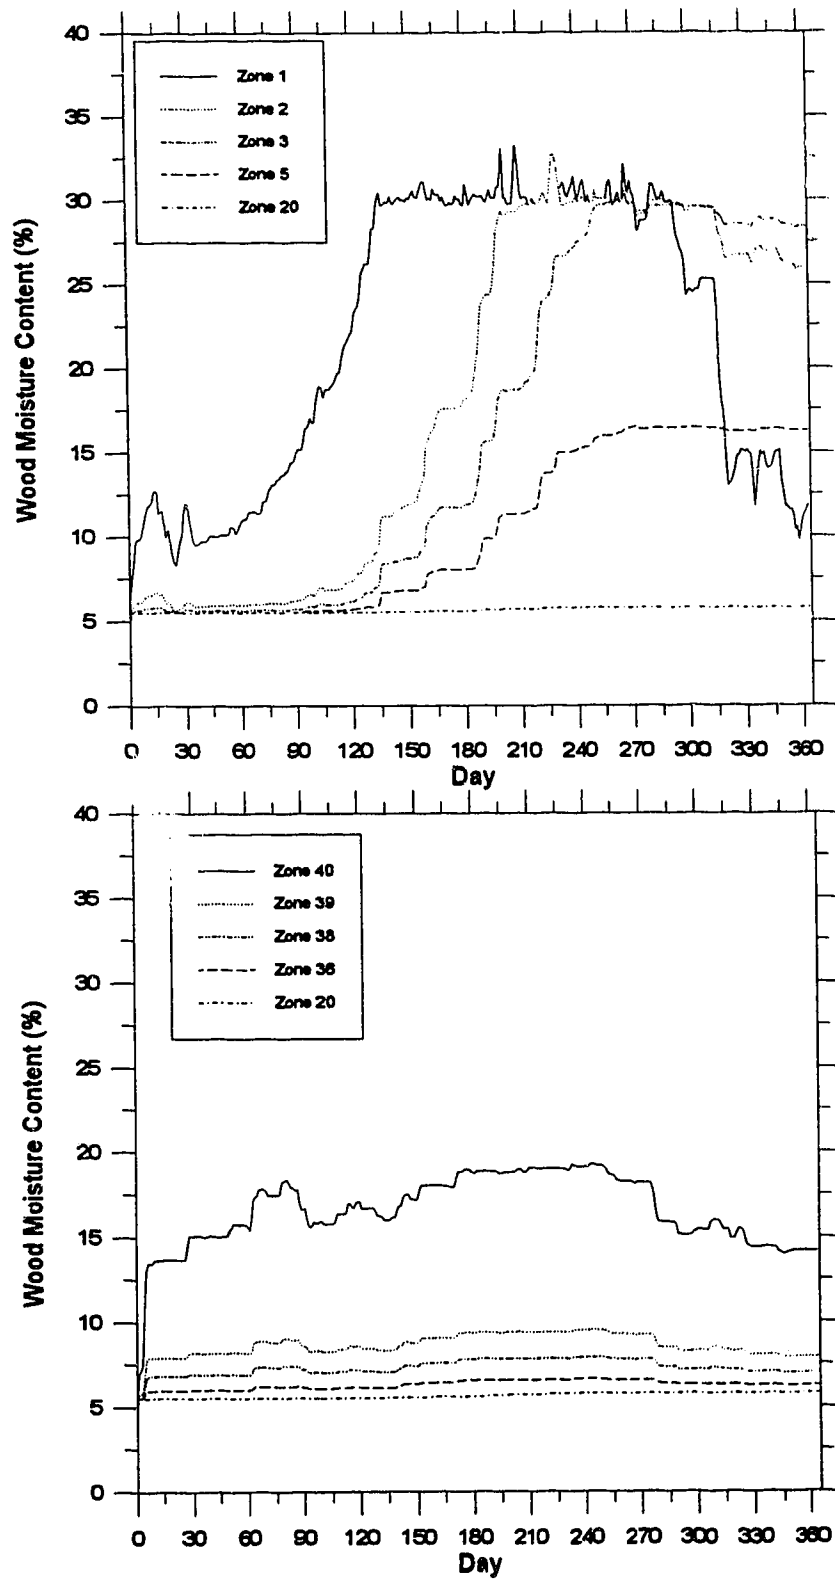 40
35
30
25
20
15
10
5
0
Wood Moisture Content (%)
Zone 1
Zone 2
Zone 3
Zone 5
Zone 20
0 30 60 90 120 150 180 210 240 270 300 330 360
Day
40
35
30
25
20
15
10
5
0
Wood Moisture Content (%)
Zone 40
Zone 39
Zone 38
Zone 36
Zone 20
0 30 60 90 120 150 180 210 240 270 300 330 360
Day